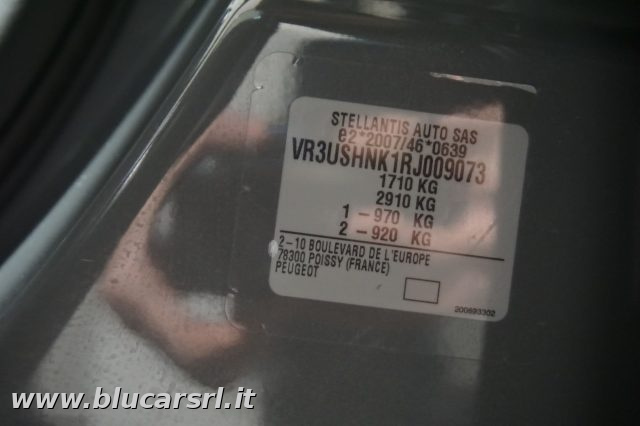 STELLANTIS AUTO SAS
e2*2007/46*0639
VR3USHNK1RJ009073
1710 KG
2910 KG
1 - 970 KG
2 - 920 KG
2-10 BOULEVARD DE L'EUROPE
78300 POISSY (FRANCE)
PEUGEOT
200693302
www.blucarsrl.it